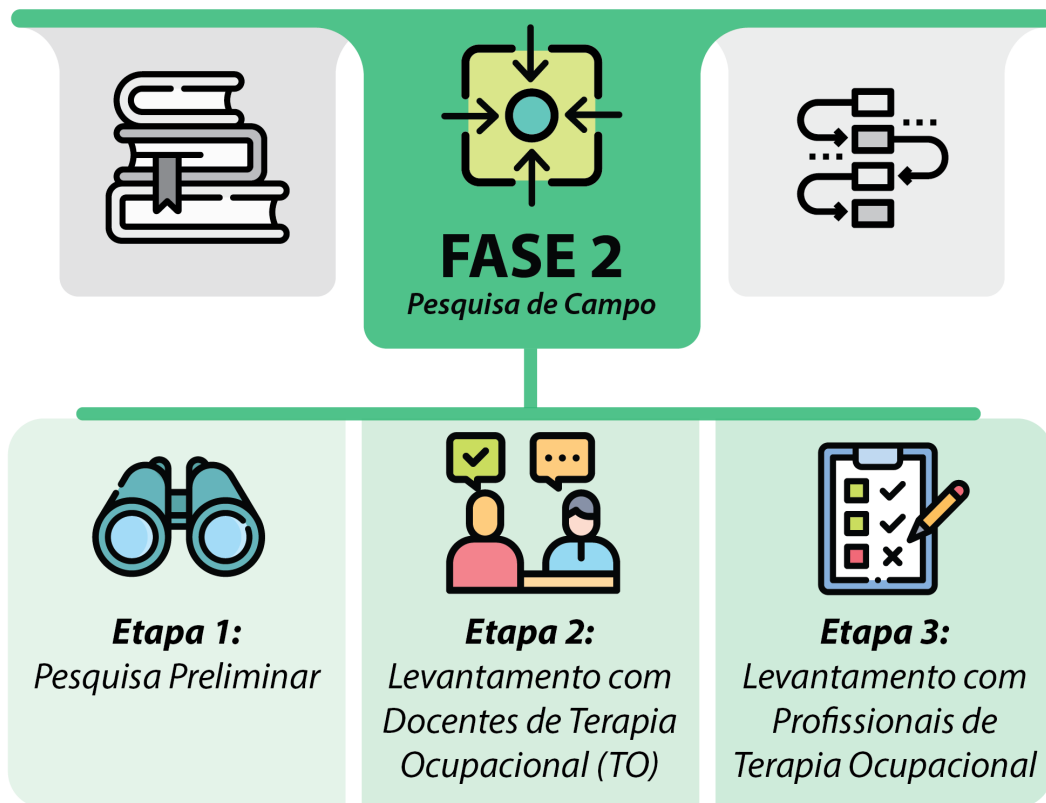 FASE 2
Pesquisa de Campo
Etapa 1:
Pesquisa Preliminar
Etapa 2:
Levantamento com
Docentes de Terapia
Ocupacional (TO)
Etapa 3:
Levantamento com
Profissionais de
Terapia Ocupacional